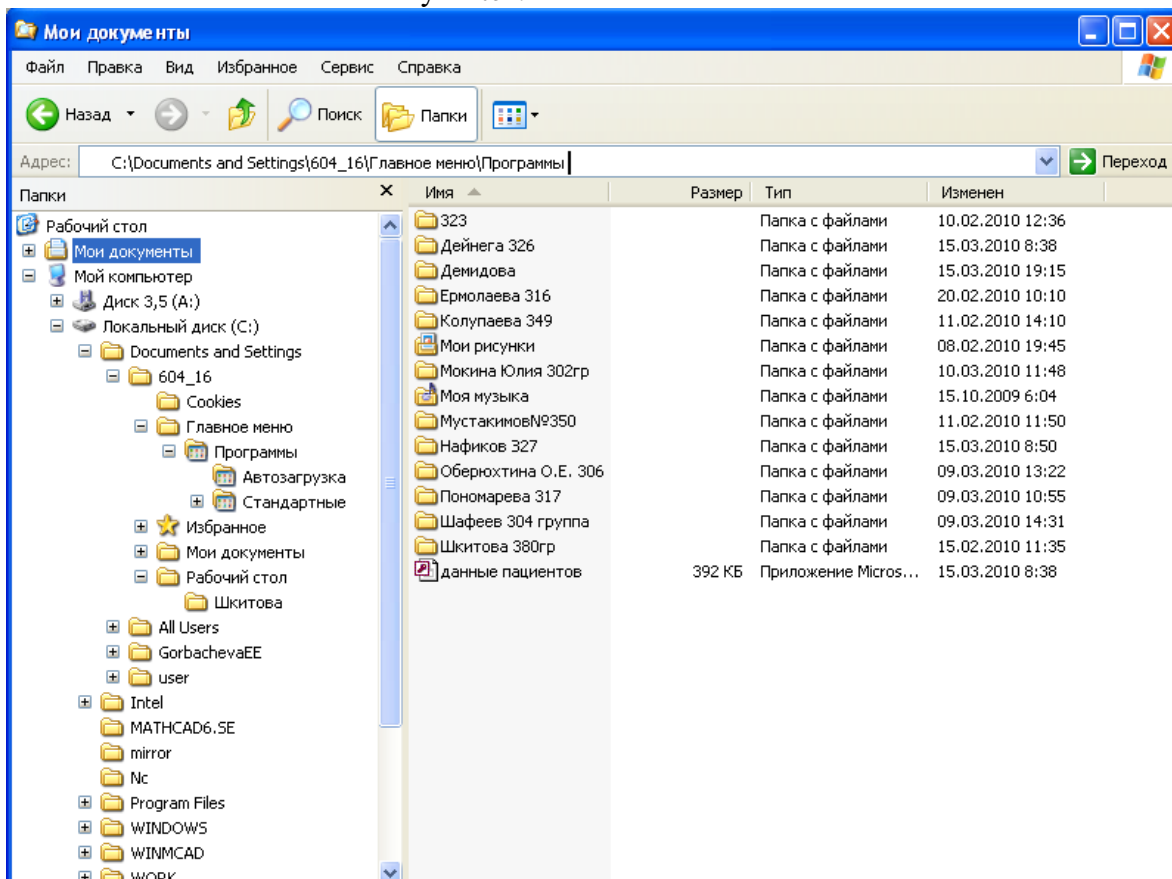 Мои документы
Файл Правка Вид Избранное Сервис Справка
Назад Поиск Папки
Адрес: C:\Documents and Settings\604_16\Главное меню\Программы Переход
Папки x Имя Размер Тип Изменен
Рабочий стол
Мои документы
Мой компьютер
Диск 3,5 (A:)
Локальный диск (C:)
Documents and Settings
604_16
Cookies
Главное меню
Программы
Автозагрузка
Стандартные
Избранное
Мои документы
Рабочий стол
Шкитова
All Users
GorbachevaEE
user
Intel
MATHCAD6.SE
mirror
Nc
Program Files
WINDOWS
WINMCAD
WORK
323 Папка с файлами 10.02.2010 12:36
Дейнега 326 Папка с файлами 15.03.2010 8:38
Демидова Папка с файлами 15.03.2010 19:15
Ермолаева 316 Папка с файлами 20.02.2010 10:10
Колупаева 349 Папка с файлами 11.02.2010 14:10
Мои рисунки Папка с файлами 08.02.2010 19:45
Мокина Юлия 302гр Папка с файлами 10.03.2010 11:48
Моя музыка Папка с файлами 15.10.2009 6:04
Мустакимов№350 Папка с файлами 11.02.2010 11:50
Нафиков 327 Папка с файлами 15.03.2010 8:50
Оберюхтина О.Е. 306 Папка с файлами 09.03.2010 13:22
Пономарева 317 Папка с файлами 09.03.2010 10:55
Шафеев 304 группа Папка с файлами 09.03.2010 14:31
Шкитова 380гр Папка с файлами 15.02.2010 11:35
данные пациентов 392 КБ Приложение Micros... 15.03.2010 8:38